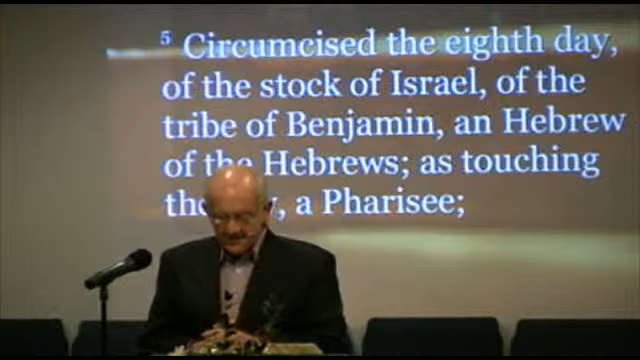 5 Circumcised the eighth day,
of the stock of Israel, of the
tribe of Benjamin, an Hebrew
of the Hebrews; as touching
a Pharisee;